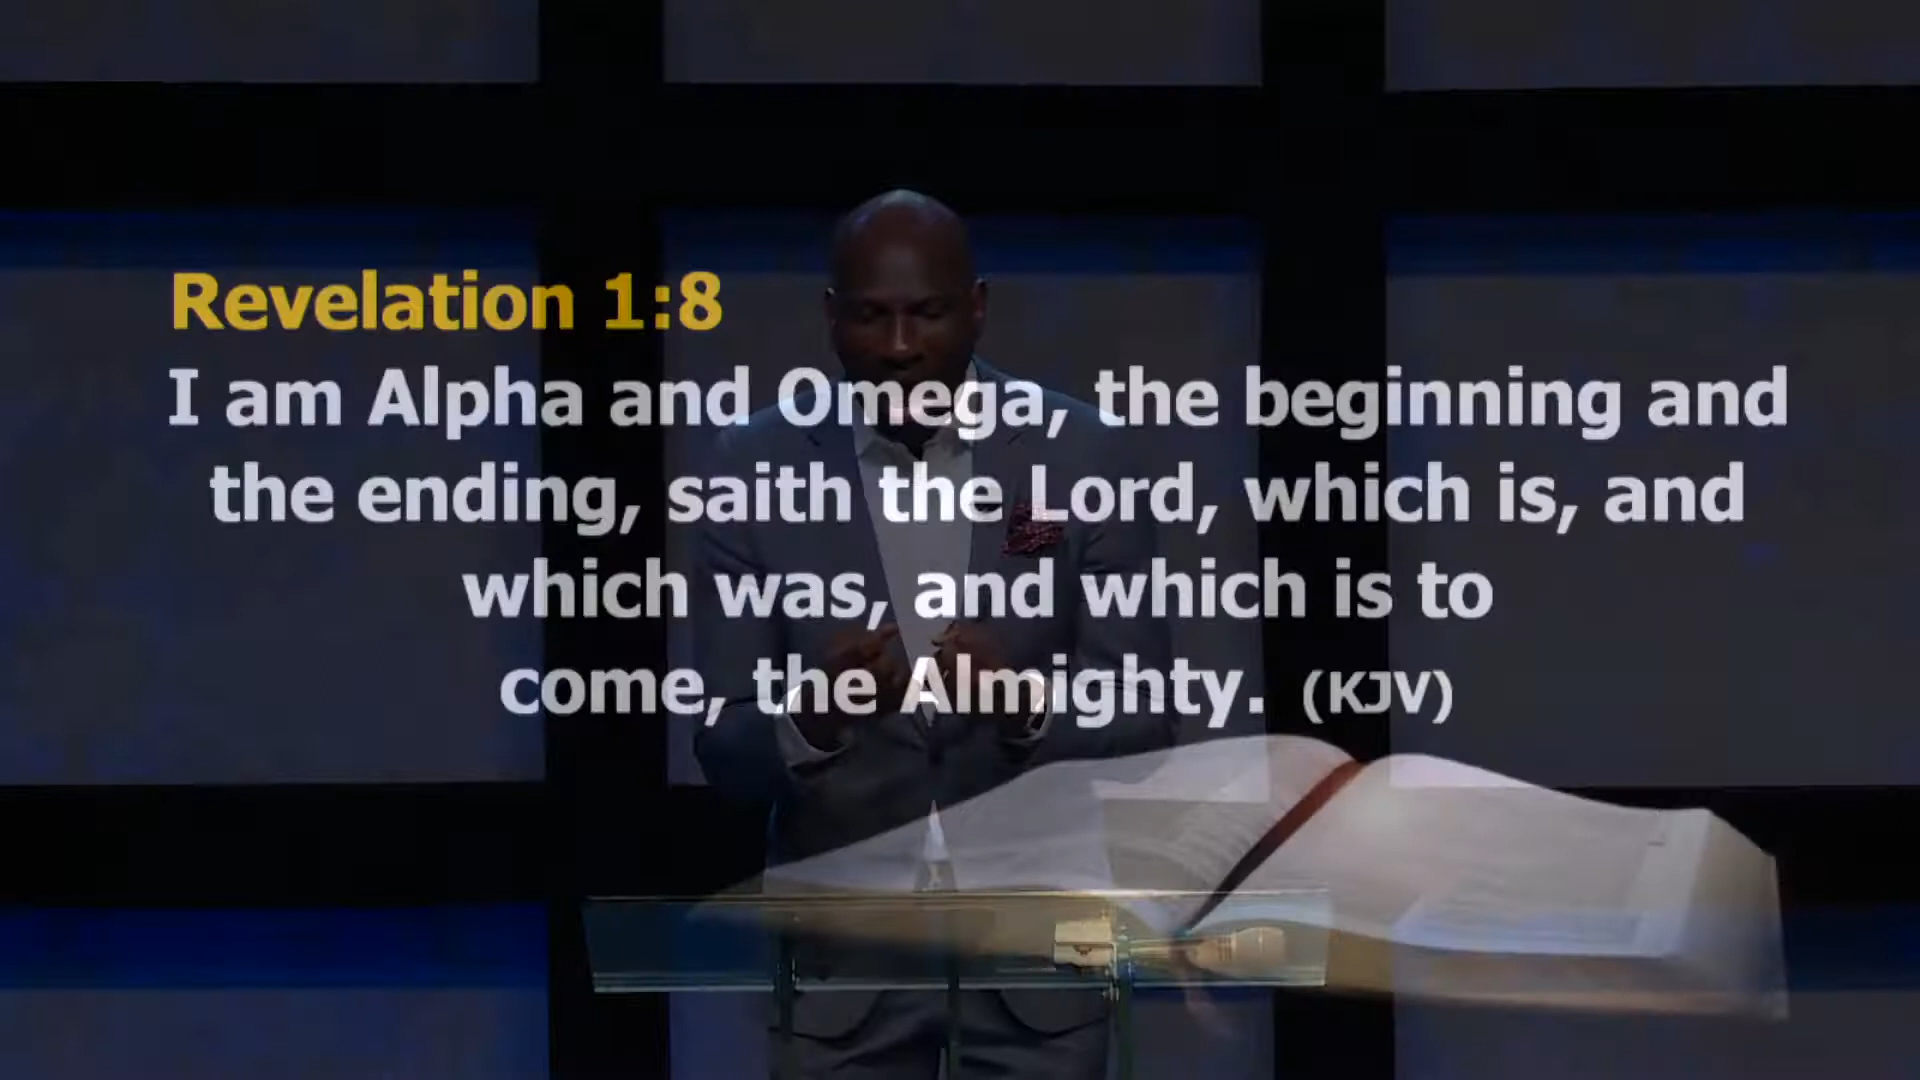 Revelation 1:8
I am Alpha and Omega, the beginning and
the ending, saith the Lord, which is, and
which was, and which is to
come, the Almighty. (KJV)